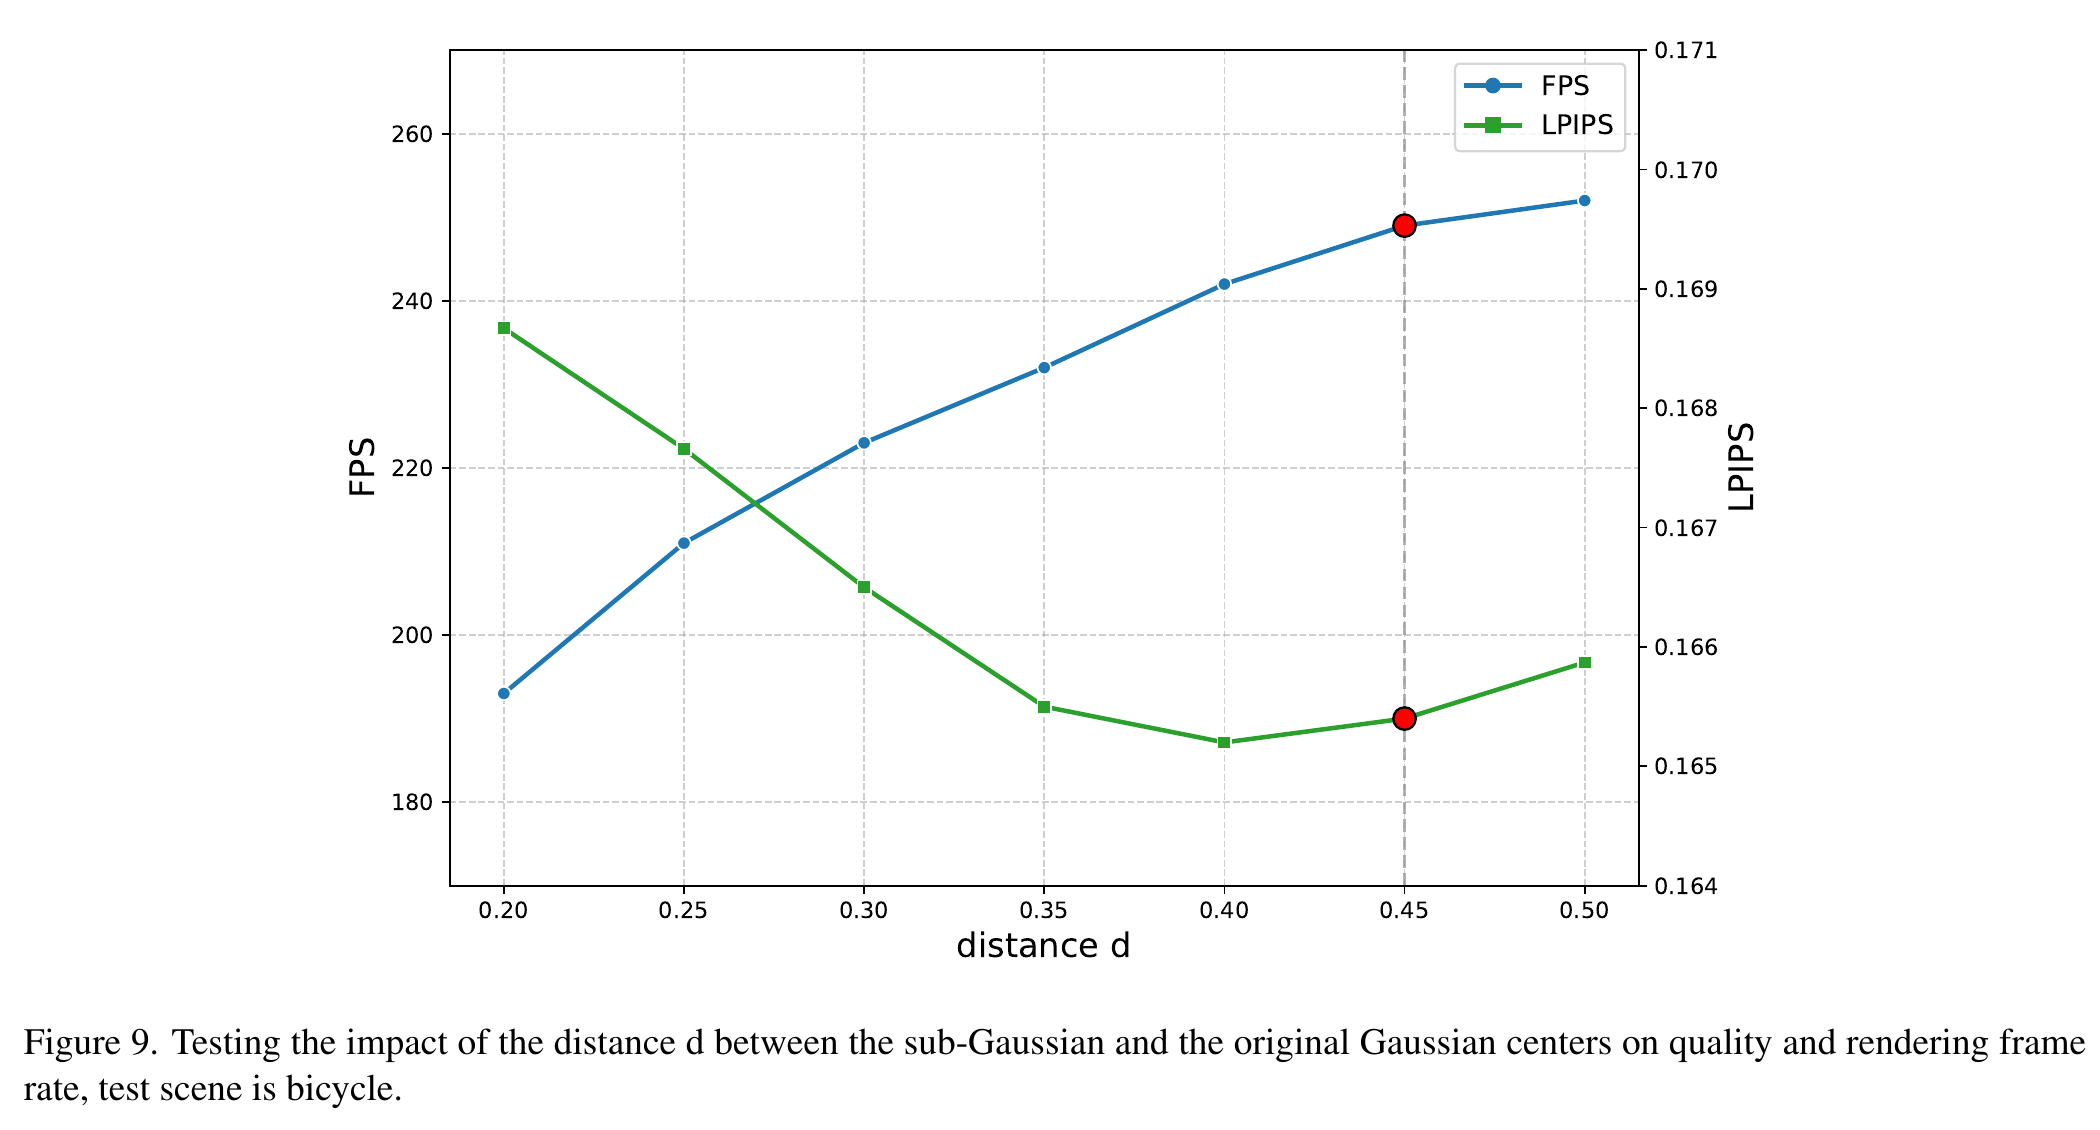 FPS
LPIPS
260
240
220
200
180
FPS
0.171
0.170
0.169
0.168
0.167
0.166
0.165
0.164
LPIPS
0.20 0.25 0.30 0.35 0.40 0.45 0.50
distance d
Figure 9. Testing the impact of the distance d between the sub-Gaussian and the original Gaussian centers on quality and rendering frame
rate, test scene is bicycle.